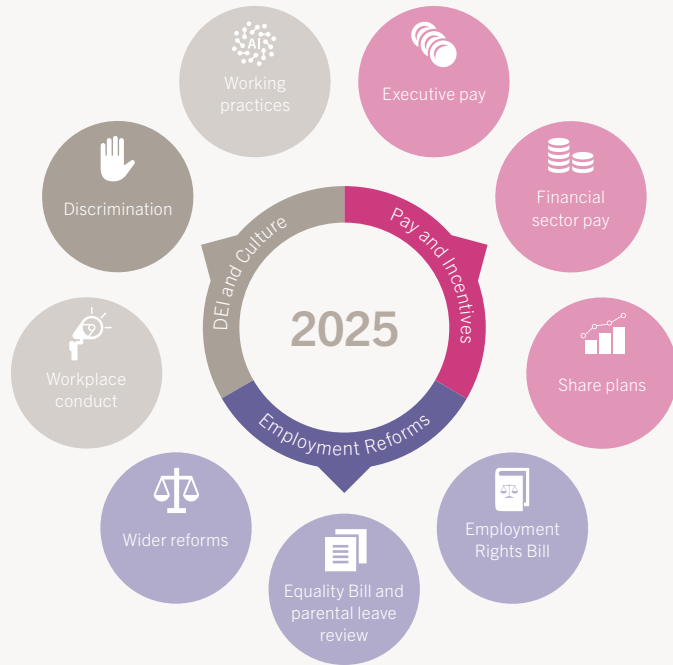 AI
Working
practices
Executive pay
Discrimination
Financial
sector pay
DEI and Culture
Pay and Incentives
2025
Workplace
conduct
Share plans
Employment Reforms
Wider reforms
Employment
Rights Bill
Equality Bill and
parental leave
review